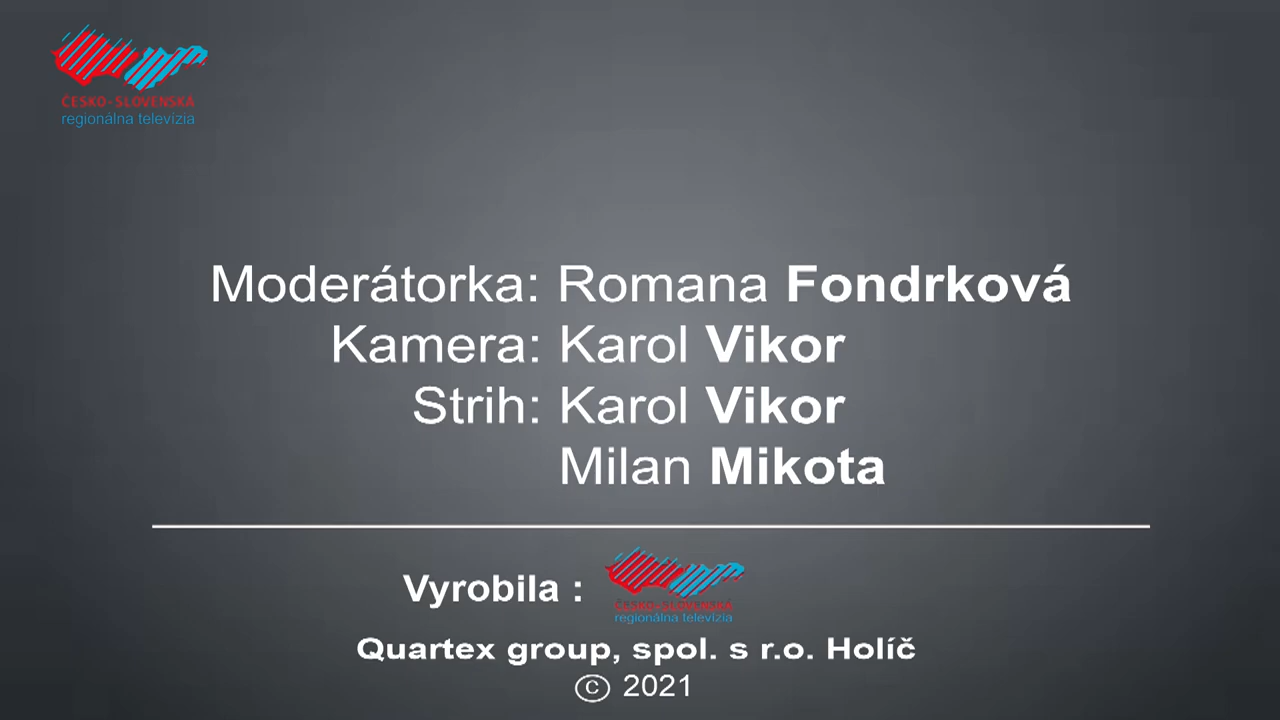 ČESKO-SLOVENSKÁ
regionálna televízia
Moderátorka: Romana Fondrková
Kamera: Karol Vikor
Strih: Karol Vikor
Milan Mikota
Vyrobila :
ČESKO-SLOVENSKÁ
regionálna televízia
Quartex group, spol. s r.o. Holíč
© 2021